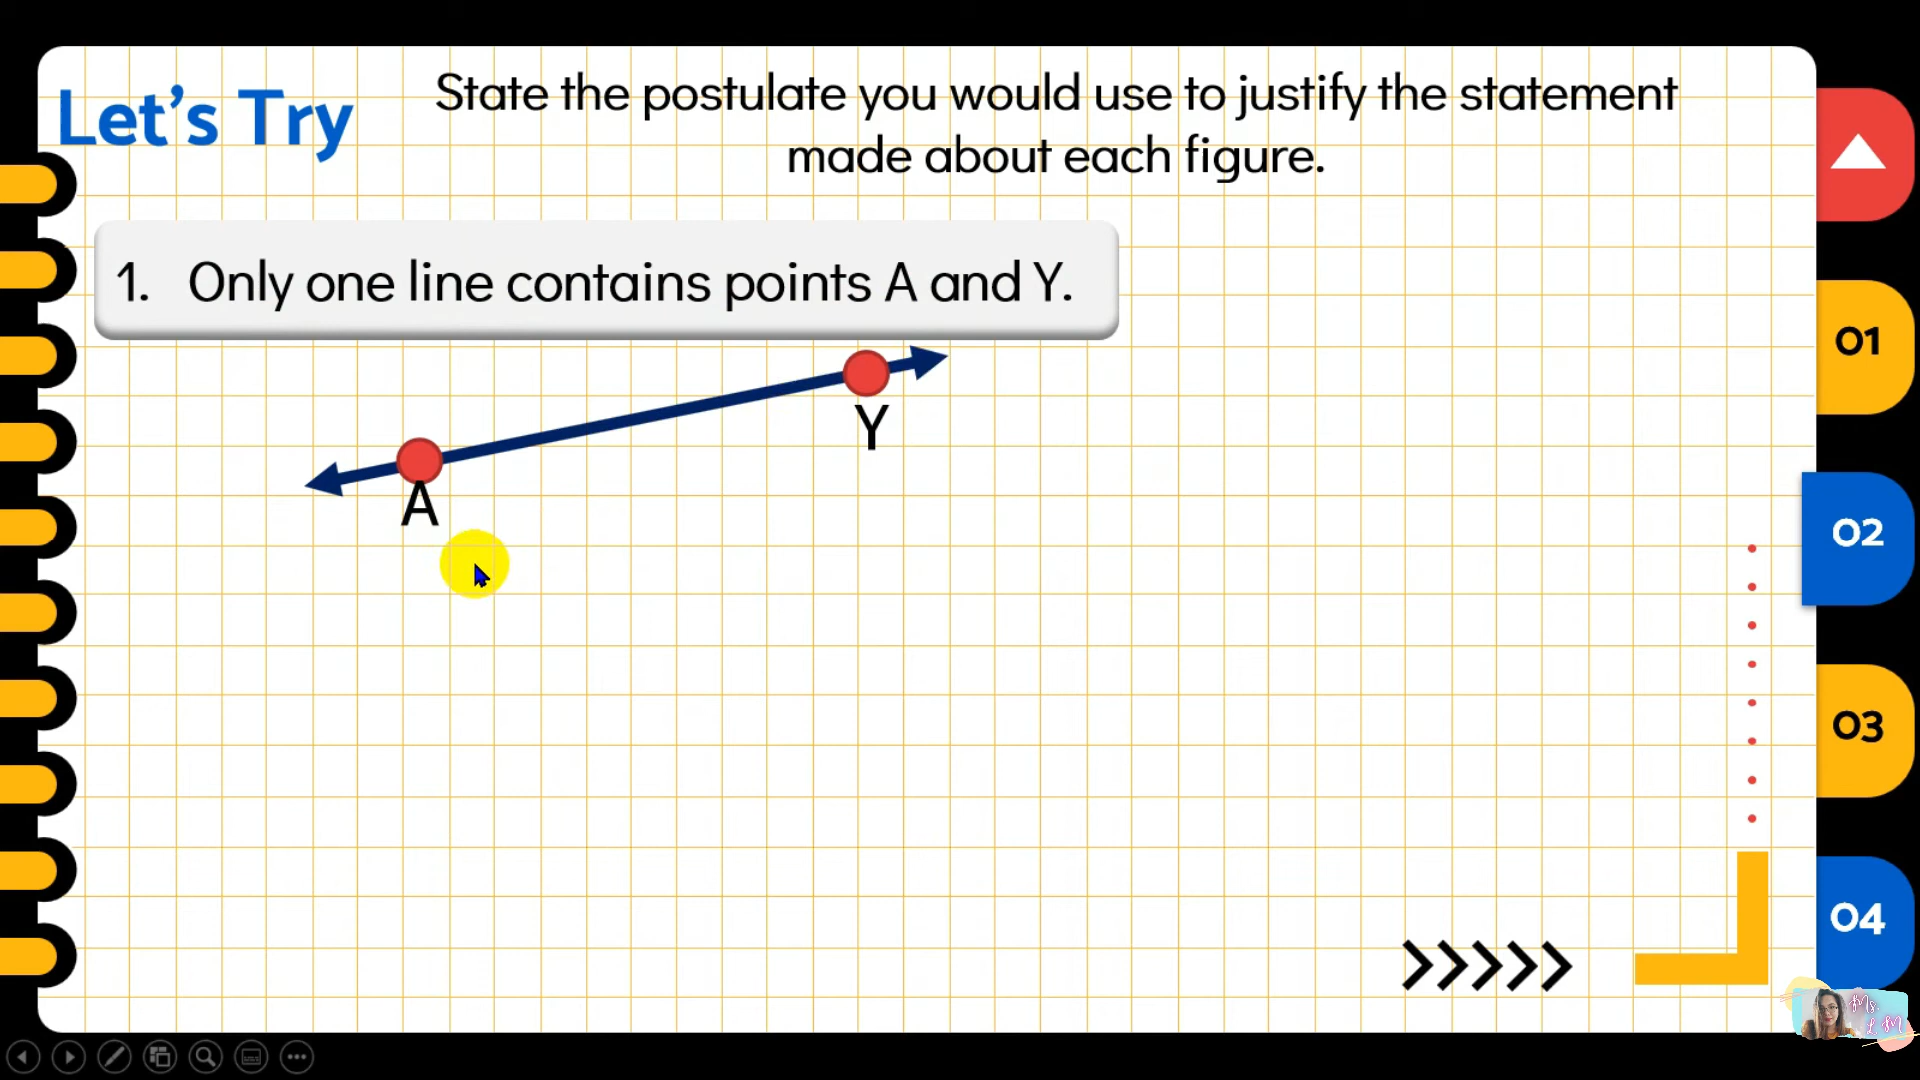 Let's Try
State the postulate you would use to justify the statement
made about each figure.
1. Only one line contains points A and Y.
Y
A
01
02
03
04
Ms.
L.M